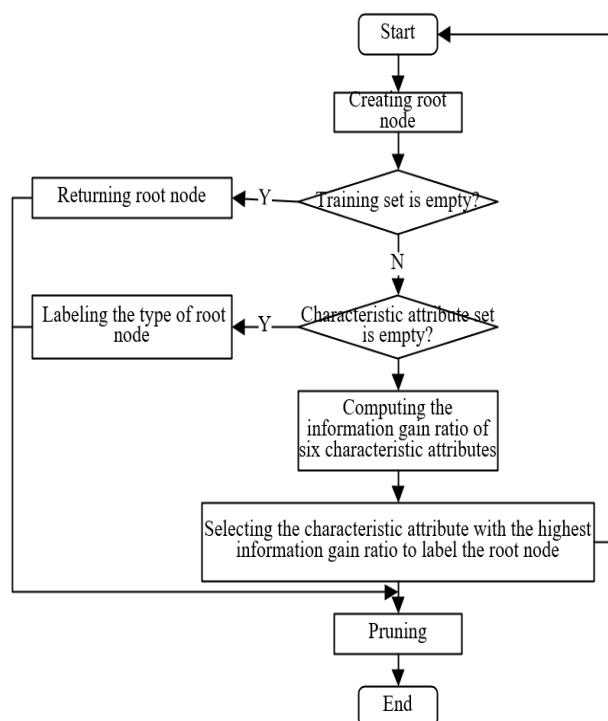 Start
Creating root
node
Training set is empty?
Y
Returning root node
N
Characteristic attribute set
is empty?
Y
Labeling the type of root
node
Computing the
information gain ratio of
six characteristic attributes
Selecting the characteristic attribute with the highest
information gain ratio to label the root node
Pruning
End